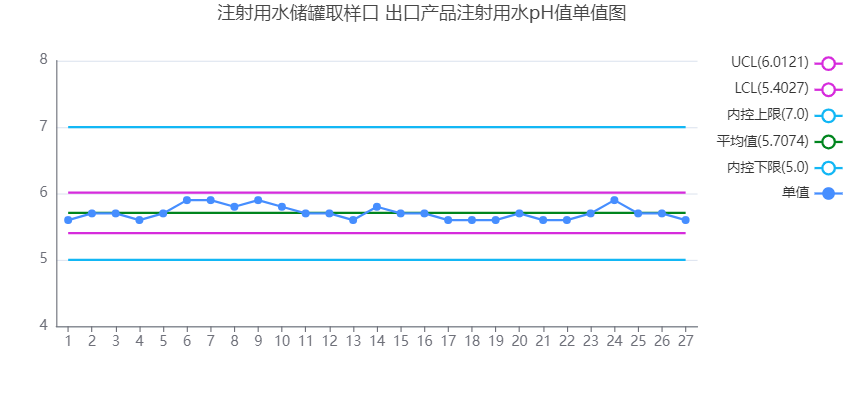 注射用水储罐取样口 出口产品注射用水pH值单值图
UCL(6.0121)
LCL(5.4027)
内控上限(7.0)
平均值(5.7074)
内控下限(5.0)
单值
8
7
6
5
4
1 2 3 4 5 6 7 8 9 10 11 12 13 14 15 16 17 18 19 20 21 22 23 24 25 26 27